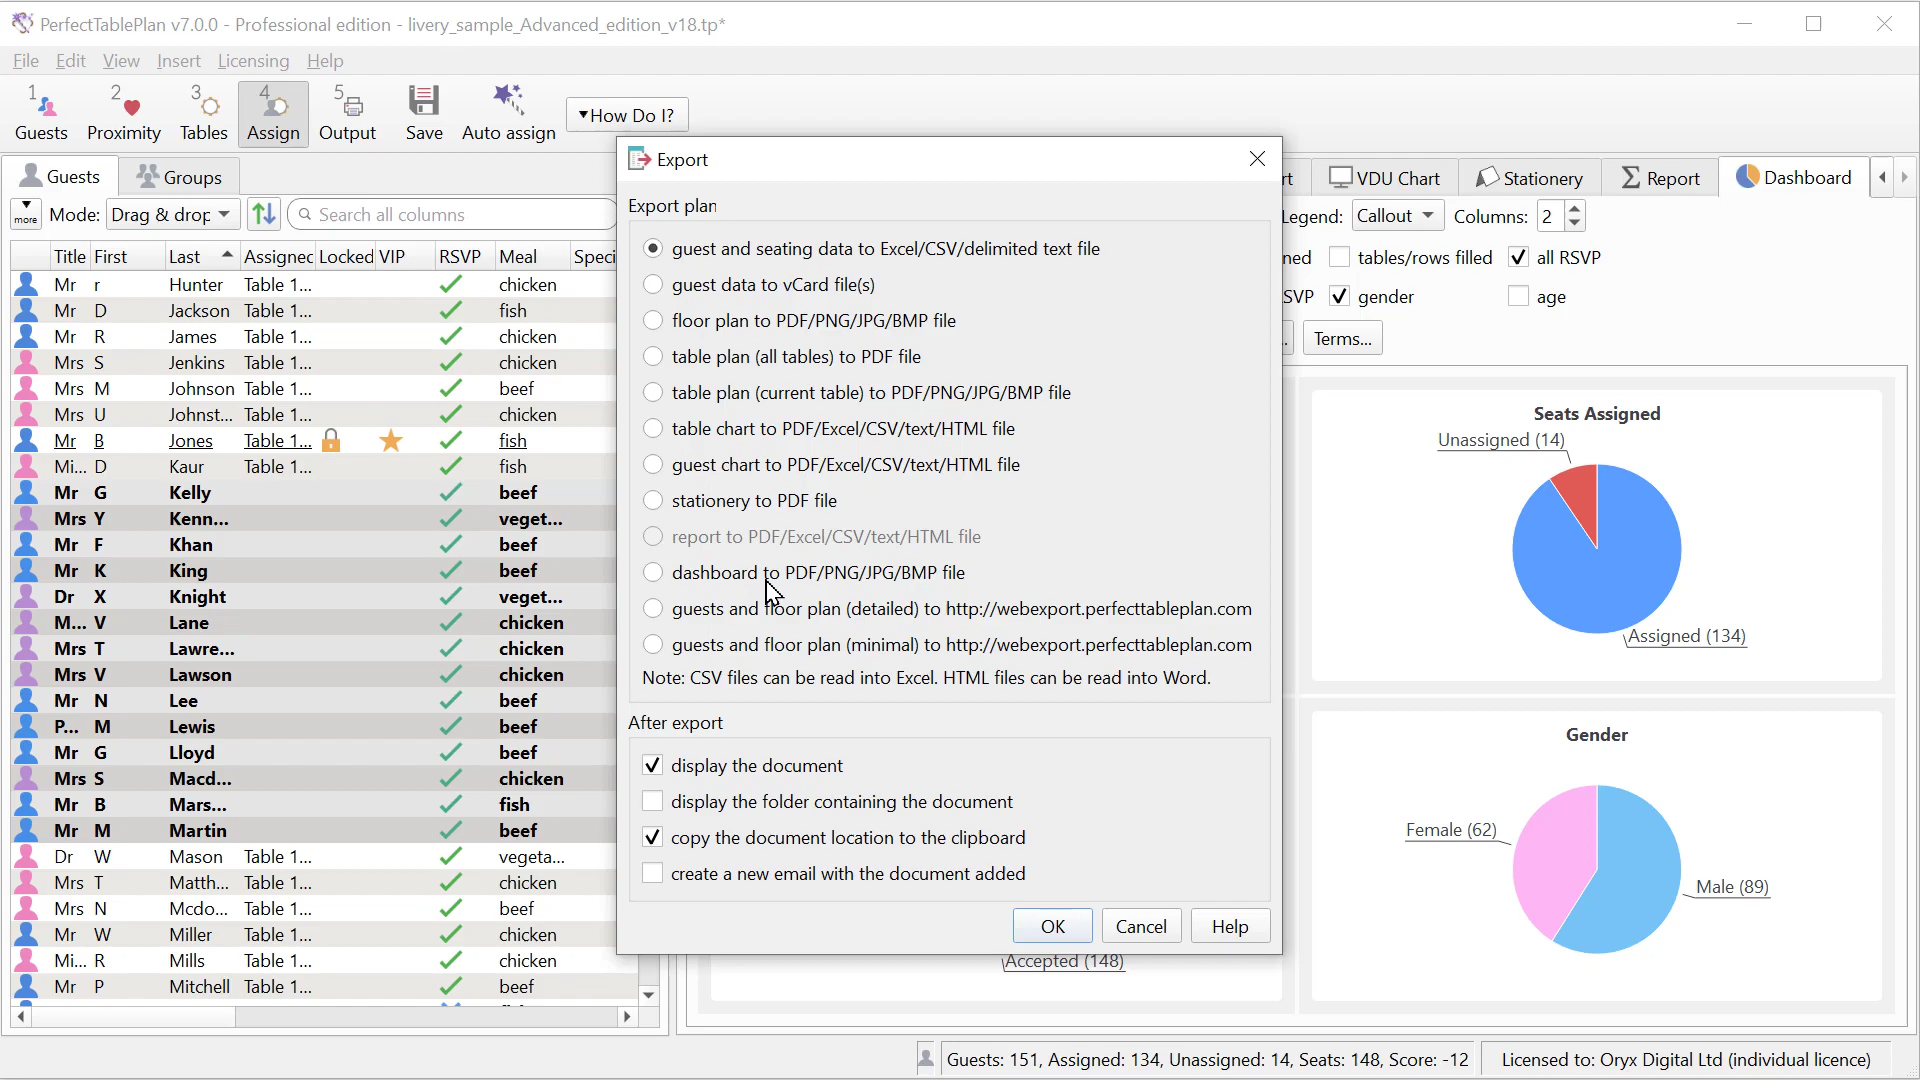 PerfectTablePlan v7.0.0 - Professional edition - livery_sample_Advanced_edition_v18.tp*
File Edit View Insert Licensing Help
1 2 3 4 5
Guests Proximity Tables Assign Output Save Auto assign How Do I?
Guests Groups
more Mode: Drag & drop Search all columns
Title First Last Assigned Locked VIP RSVP Meal Speci
Mr r Hunter Table 1... chicken
Mr D Jackson Table 1... fish
Mr R James Table 1... chicken
Mrs S Jenkins Table 1... chicken
Mrs M Johnson Table 1... beef
Mrs U Johnst... Table 1... chicken
Mr B Jones Table 1... fish
Mi... D Kaur Table 1... fish
Mr G Kelly beef
Mrs Y Kenn... veget...
Mr F Khan beef
Mr K King beef
Dr X Knight veget...
M... V Lane chicken
Mrs T Lawre... chicken
Mrs V Lawson chicken
Mr N Lee beef
P... M Lewis beef
Mr G Lloyd beef
Mrs S Macd... chicken
Mr B Mars... fish
Mr M Martin beef
Dr W Mason Table 1... vegeta...
Mrs T Matth... Table 1... chicken
Mrs N Mcdo... Table 1... beef
Mr W Miller Table 1... chicken
Mi... R Mills Table 1... chicken
Mr P Mitchell Table 1... beef
Export
Export plan
guest and seating data to Excel/CSV/delimited text file
guest data to vCard file(s)
floor plan to PDF/PNG/JPG/BMP file
table plan (all tables) to PDF file
table plan (current table) to PDF/PNG/JPG/BMP file
table chart to PDF/Excel/CSV/text/HTML file
guest chart to PDF/Excel/CSV/text/HTML file
stationery to PDF file
report to PDF/Excel/CSV/text/HTML file
dashboard to PDF/PNG/JPG/BMP file
guests and floor plan (detailed) to http://webexport.perfecttableplan.com
guests and floor plan (minimal) to http://webexport.perfecttableplan.com
Note: CSV files can be read into Excel. HTML files can be read into Word.
After export
display the document
display the folder containing the document
copy the document location to the clipboard
create a new email with the document added
OK Cancel Help
rt VDU Chart Stationery Report Dashboard
Legend: Callout Columns: 2
ned tables/rows filled all RSVP
SVP gender age
.. Terms...
Seats Assigned
Unassigned (14)
Assigned (134)
Gender
Female (62)
Male (89)
Accepted (148)
Guests: 151, Assigned: 134, Unassigned: 14, Seats: 148, Score: -12 Licensed to: Oryx Digital Ltd (individual licence)